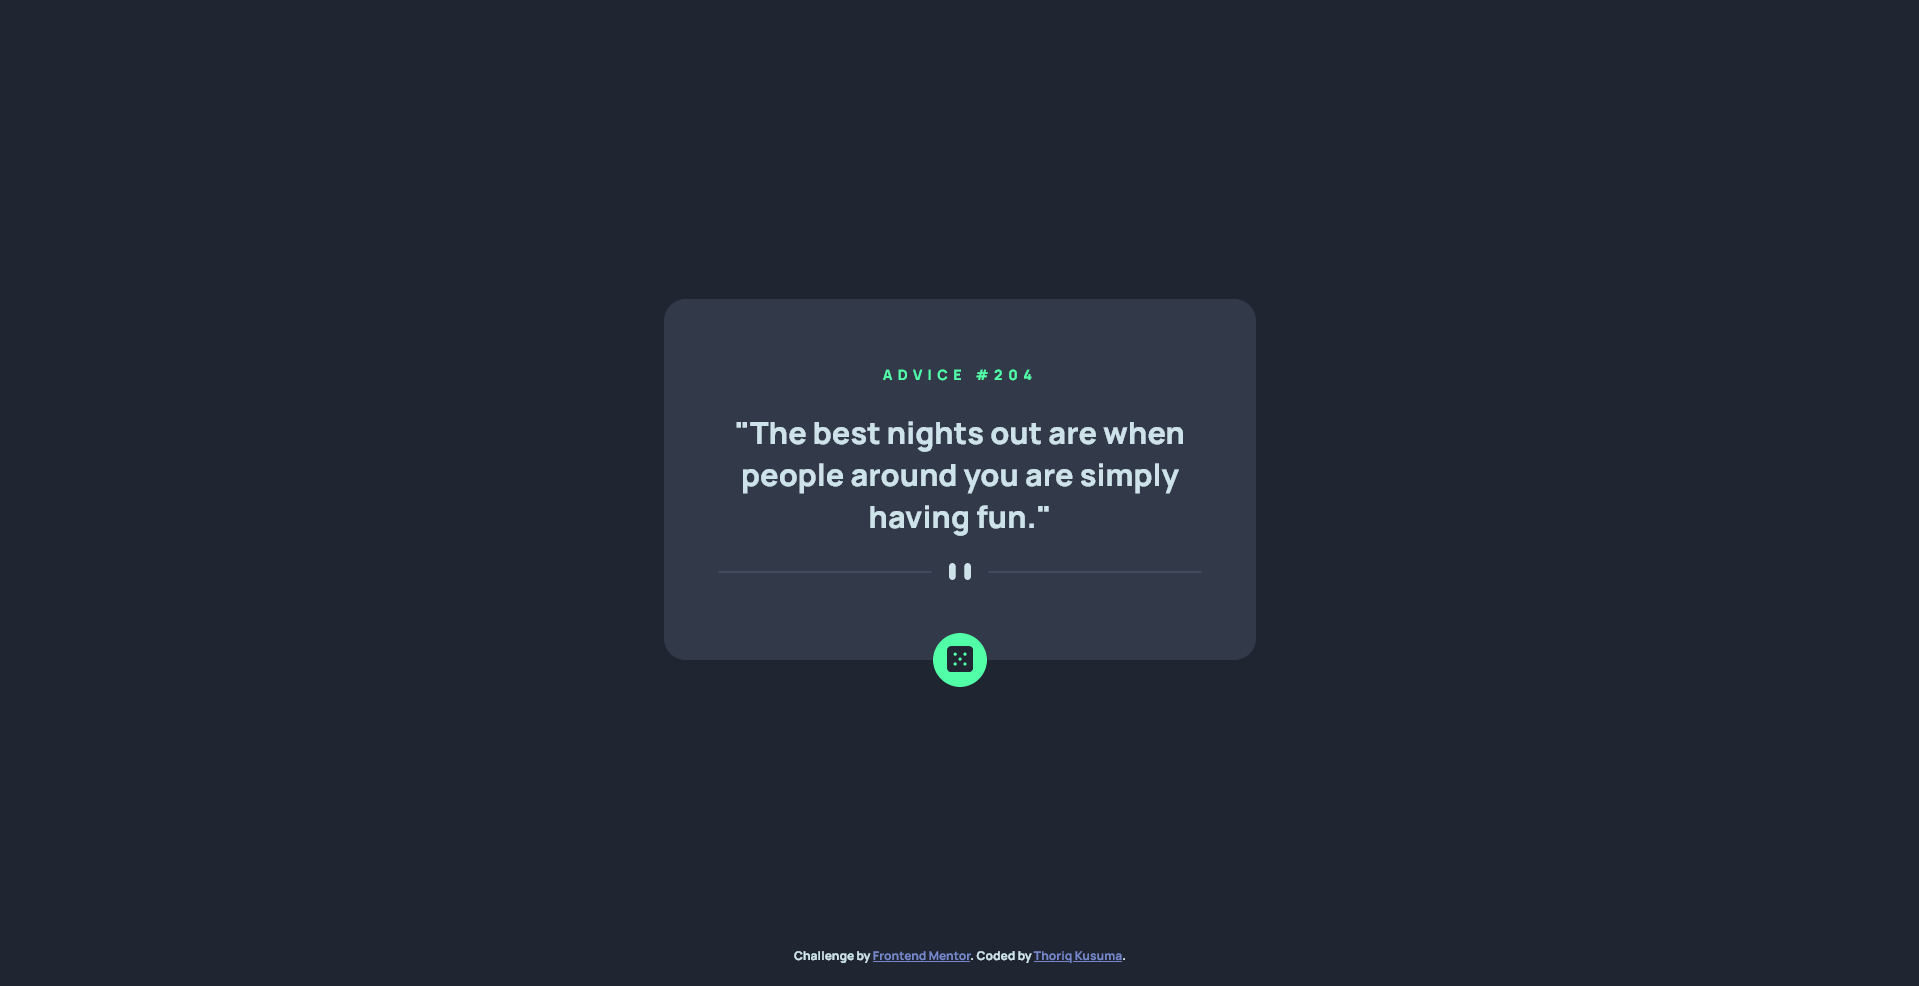 ADVICE #204
"The best nights out are when
people around you are simply
having fun."
Challenge by Frontend Mentor. Coded by Thoriq Kusuma.